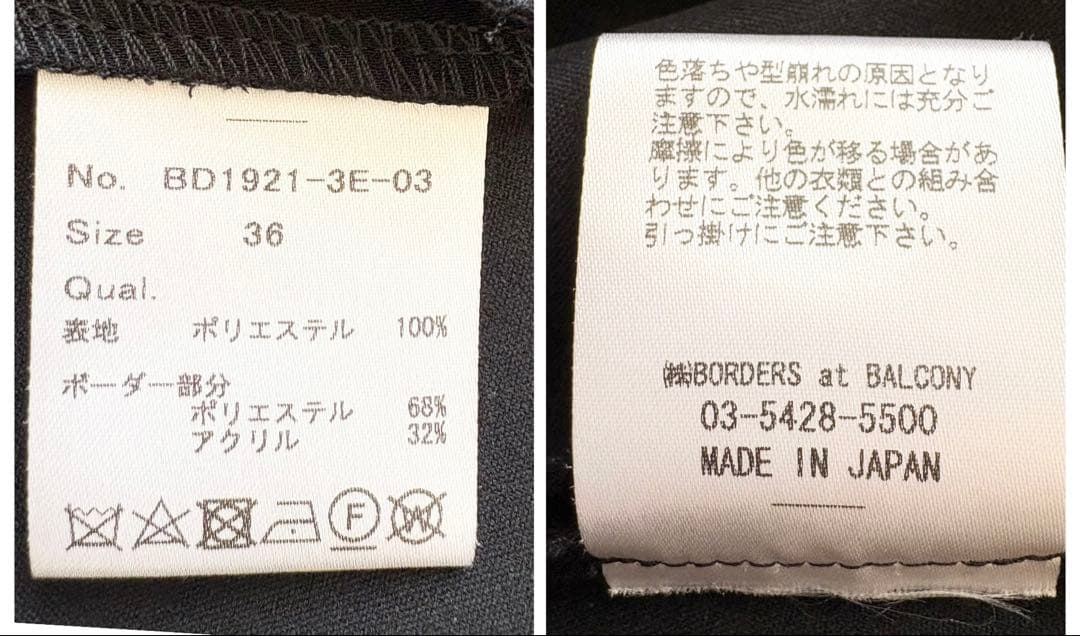 No. BD1921-3E-03
Size 36
Qual.
表地 ポリエステル 100%
ボーダー部分
ポリエステル 68%
アクリル 32%
F W
色落ちや型崩れの原因となり
ますので、水濡れには充分ご
注意下さい。
摩擦により色が移る場合があ
ります。他の衣類との組み合
わせにご注意ください。
引っ掛けにご注意下さい。
㈱BORDERS at BALCONY
03-5428-5500
MADE IN JAPAN